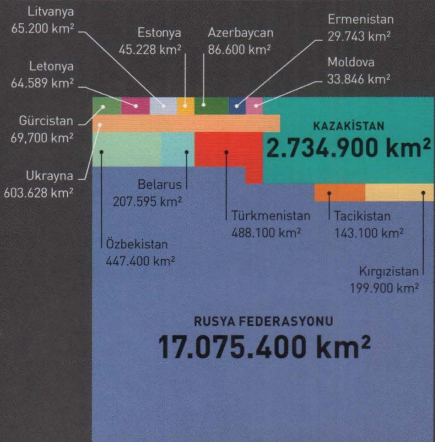 Litvanya
65.200 km²
Estonya
45.228 km²
Azerbaycan
86.600 km²
Ermenistan
29.743 km²
Letonya
64.589 km²
Moldova
33.846 km²
Gürcistan
69,700 km²
KAZAKİSTAN
2.734.900 km²
Ukrayna
603.628 km²
Belarus
207.595 km²
Türkmenistan
488.100 km²
Tacikistan
143.100 km²
Özbekistan
447.400 km²
Kırgızistan
199.900 km²
RUSYA FEDERASYONU
17.075.400 km²